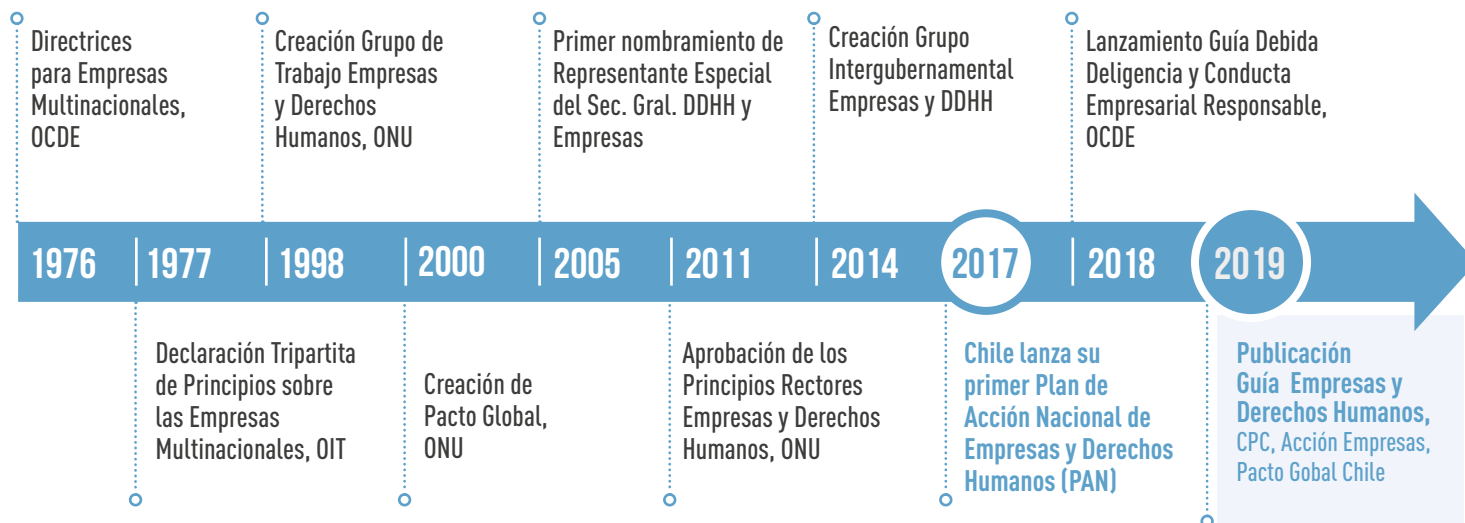 Directrices
para Empresas
Multinacionales,
OCDE
Creación Grupo de
Trabajo Empresas
y Derechos
Humanos, ONU
Primer nombramiento de
Representante Especial
del Sec. Gral. DDHH y
Empresas
Creación Grupo
Intergubernamental
Empresas y DDHH
Lanzamiento Guía Debida
Deligencia y Conducta
Empresarial Responsable,
OCDE
1976
1977
1998
2000
2005
2011
2014
2017
2018
2019
Declaración Tripartita
de Principios sobre
las Empresas
Multinacionales, OIT
Creación de
Pacto Global,
ONU
Aprobación de los
Principios Rectores
Empresas y Derechos
Humanos, ONU
Chile lanza su
primer Plan de
Acción Nacional de
Empresas y Derechos
Humanos (PAN)
Publicación
Guía Empresas y
Derechos Humanos,
CPC, Acción Empresas,
Pacto Gobal Chile